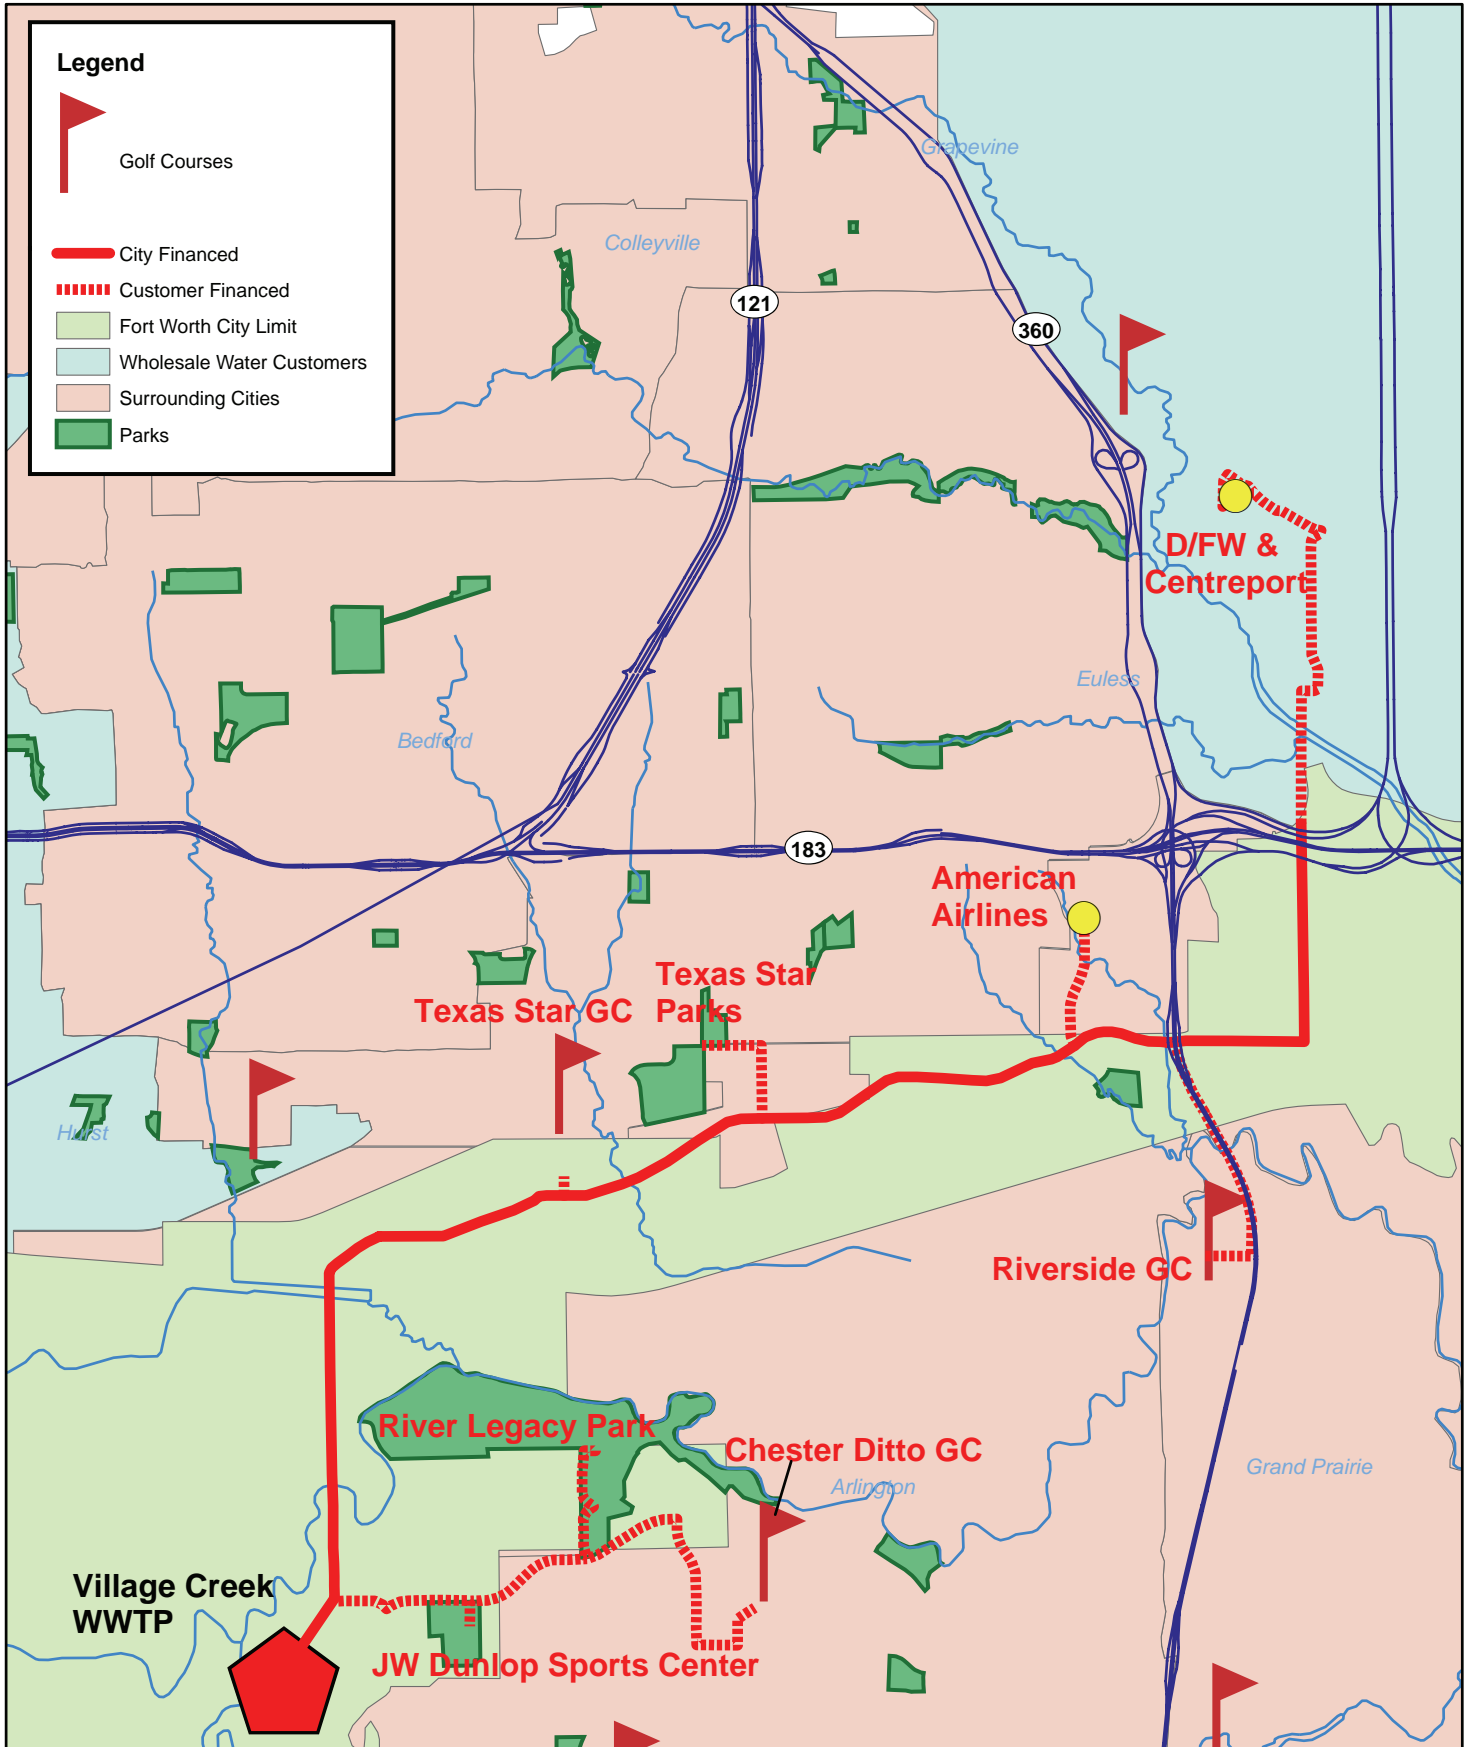 Legend
Golf Courses
City Financed
Customer Financed
Fort Worth City Limit
Wholesale Water Customers
Surrounding Cities
Parks
Grapevine
Colleyville
121
360
D/FW &
Centreport
Euless
Bedford
183
American
Airlines
Texas Star
Parks
Texas Star GC
Hurst
Riverside GC
River Legacy Park
Chester Ditto GC
Arlington
Grand Prairie
Village Creek
WWTP
JW Dunlop Sports Center